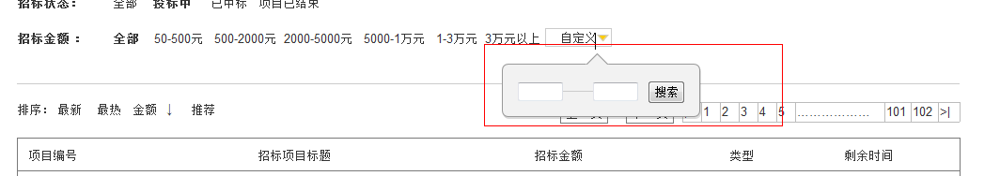 招标状态： 全部 投标中 已中标 项目已结束
招标金额： 全部 50-500元 500-2000元 2000-5000元 5000-1万元 1-3万元 3万元以上 自定义
搜索
排序： 最新 最热 金额 ↓ 推荐 1 2 3 4 5 ……………… 101 102 >|
项目编号 招标项目标题 招标金额 类型 剩余时间